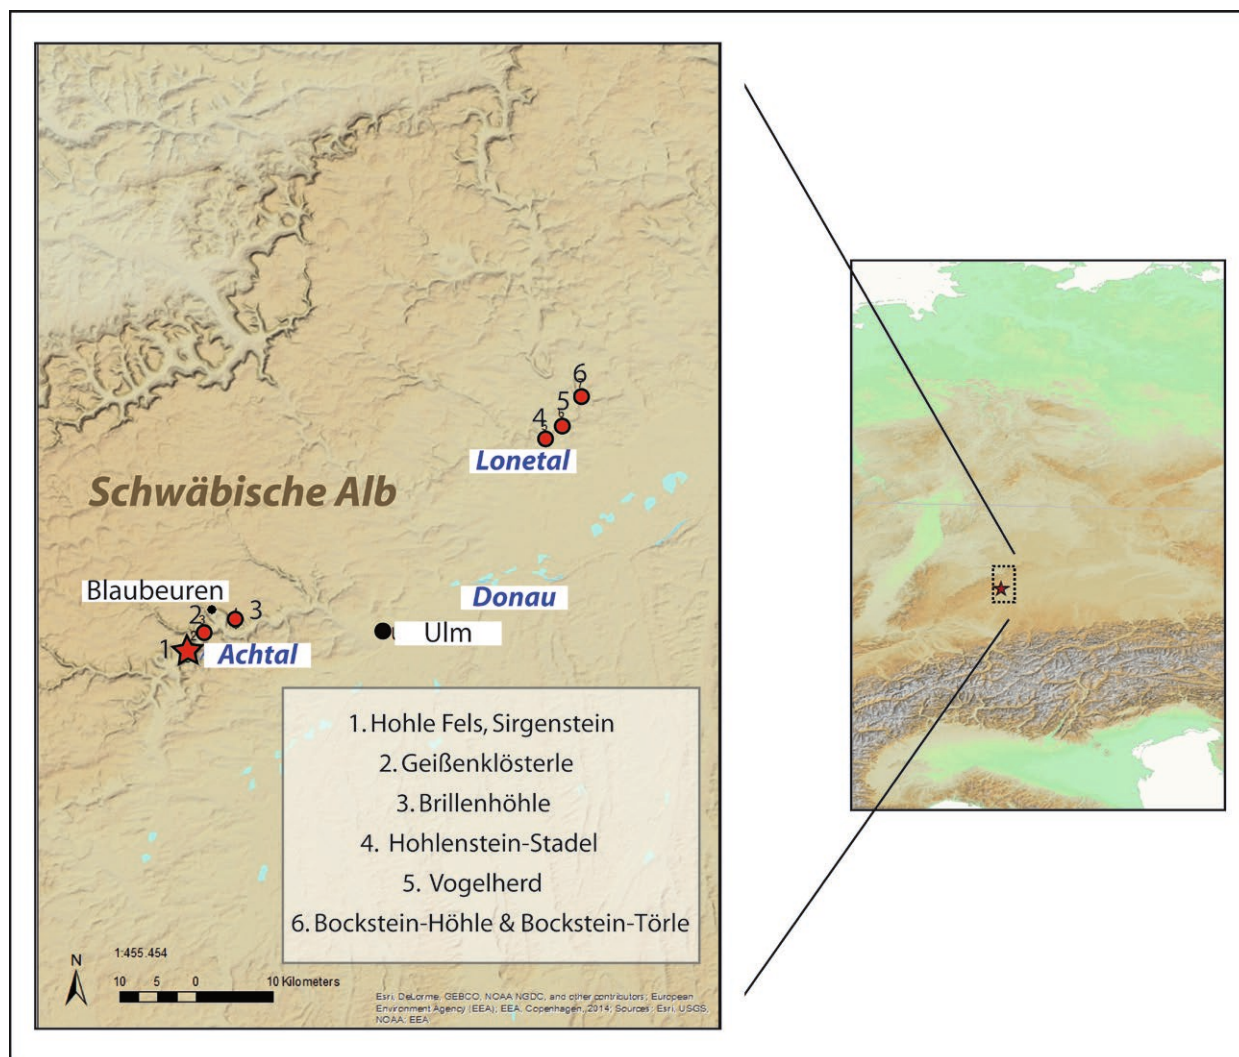 6
5
4
Lonetal
Schwäbische Alb
Blaubeuren
2
3
Donau
Ulm
1
Achtal
1. Hohle Fels, Sirgenstein
2. Geißenklösterle
3. Brillenhöhle
4. Hohlenstein-Stadel
5. Vogelherd
6. Bockstein-Höhle & Bockstein-Törle
N
1:455.454
10 5 0 10 Kilometers
Esri, DeLorme, GEBCO, NOAA NGDC, and other contributors; European
Environment Agency (EEA); EEA, Copenhagen, 2014; Sources: Esri, USGS,
NOAA; EEA